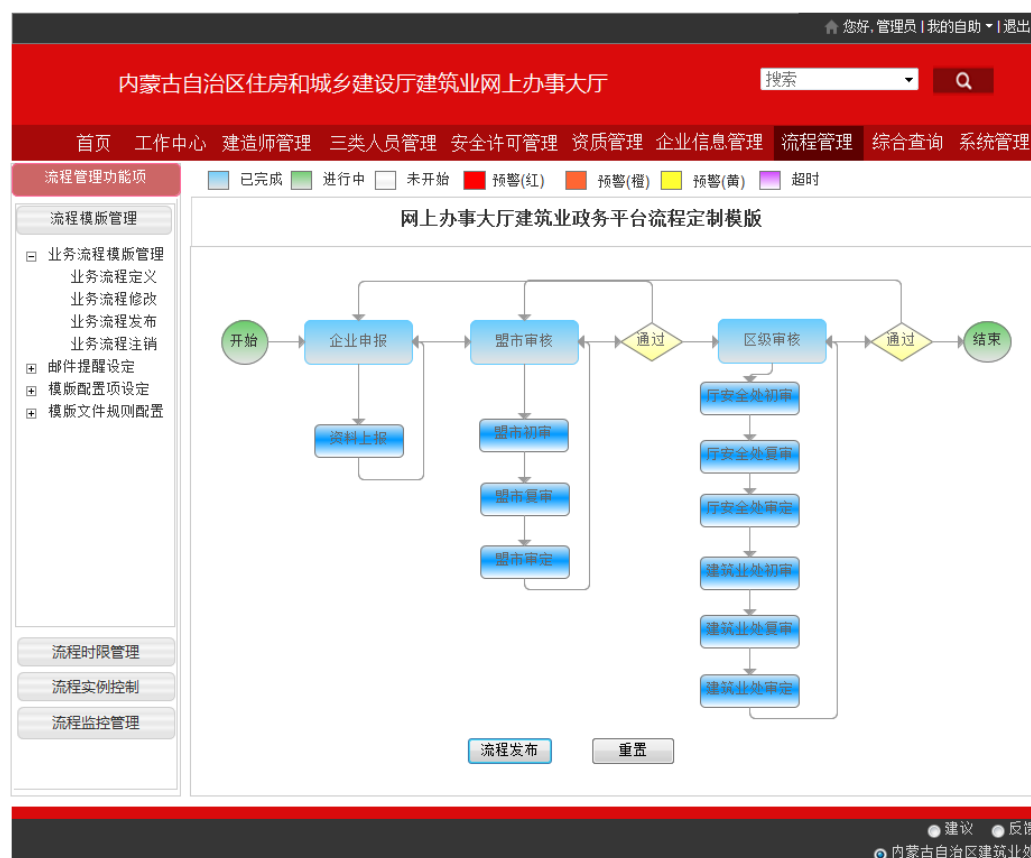 您好,管理员 | 我的自助 | 退出
内蒙古自治区住房和城乡建设厅建筑业网上办事大厅
搜索
首页 工作中心 建造师管理 三类人员管理 安全许可管理 资质管理 企业信息管理 流程管理 综合查询 系统管理
流程管理功能项
已完成 进行中 未开始 预警(红) 预警(橙) 预警(黄) 超时
流程模版管理
网上办事大厅建筑业政务平台流程定制模版
业务流程模版管理
业务流程定义
业务流程修改
业务流程发布
业务流程注销
邮件提醒设定
模版配置项设定
模版文件规则配置
开始
企业申报
盟市审核
通过
区级审核
通过
结束
资料上报
盟市初审
盟市复审
盟市审定
厅安全处初审
厅安全处复审
厅安全处审定
建筑业处初审
建筑业处复审
建筑业处审定
流程时限管理
流程实例控制
流程监控管理
流程发布 重置
建议 反馈
内蒙古自治区建筑业处